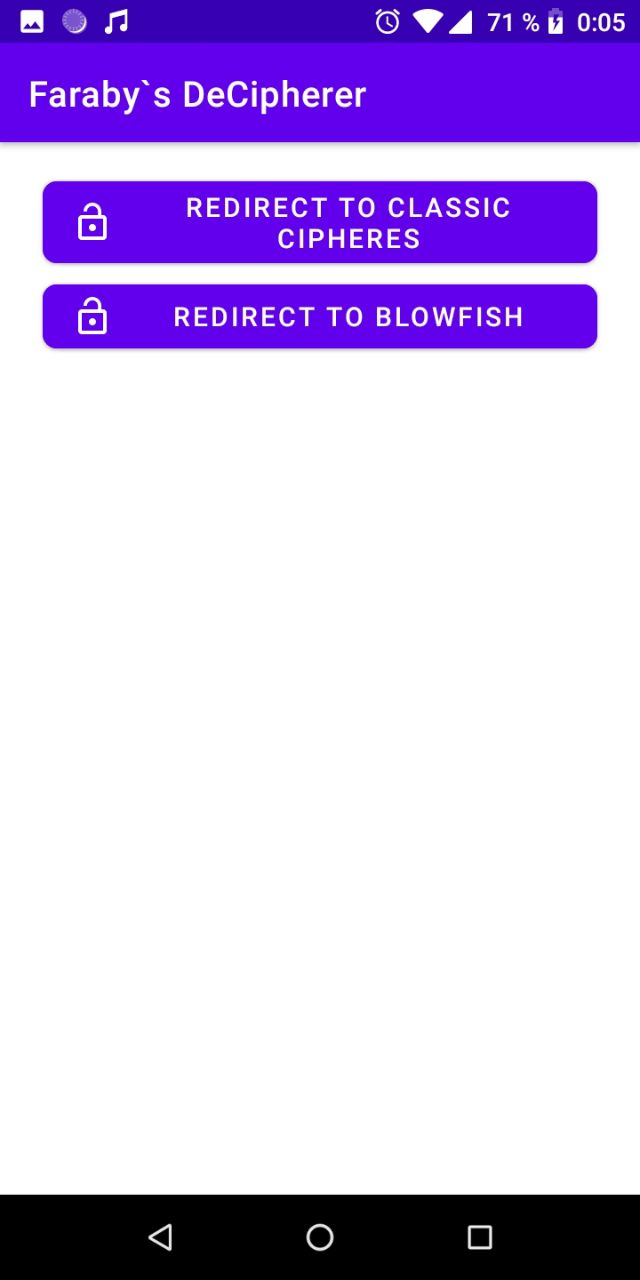 71 % 0:05
Faraby`s DeCipherer
REDIRECT TO CLASSIC
CIPHERES
REDIRECT TO BLOWFISH